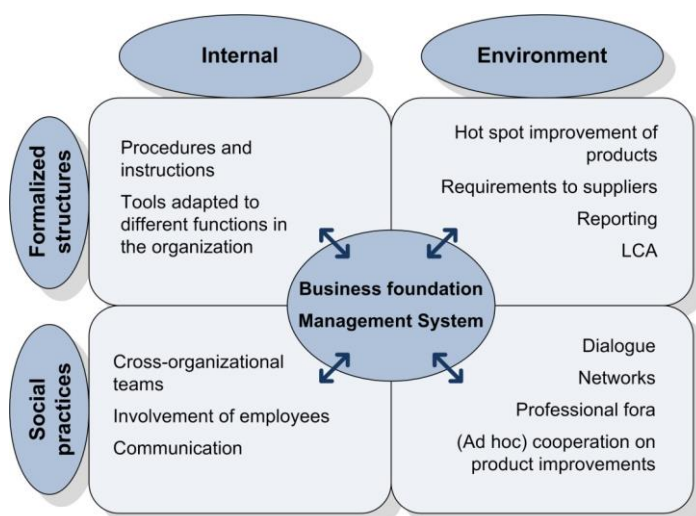 Internal
Environment
Formalized
structures
Procedures and
instructions
Tools adapted to
different functions in
the organization
Hot spot improvement of
products
Requirements to suppliers
Reporting
LCA
Business foundation
Management System
Social
practices
Cross-organizational
teams
Involvement of employees
Communication
Dialogue
Networks
Professional fora
(Ad hoc) cooperation on
product improvements